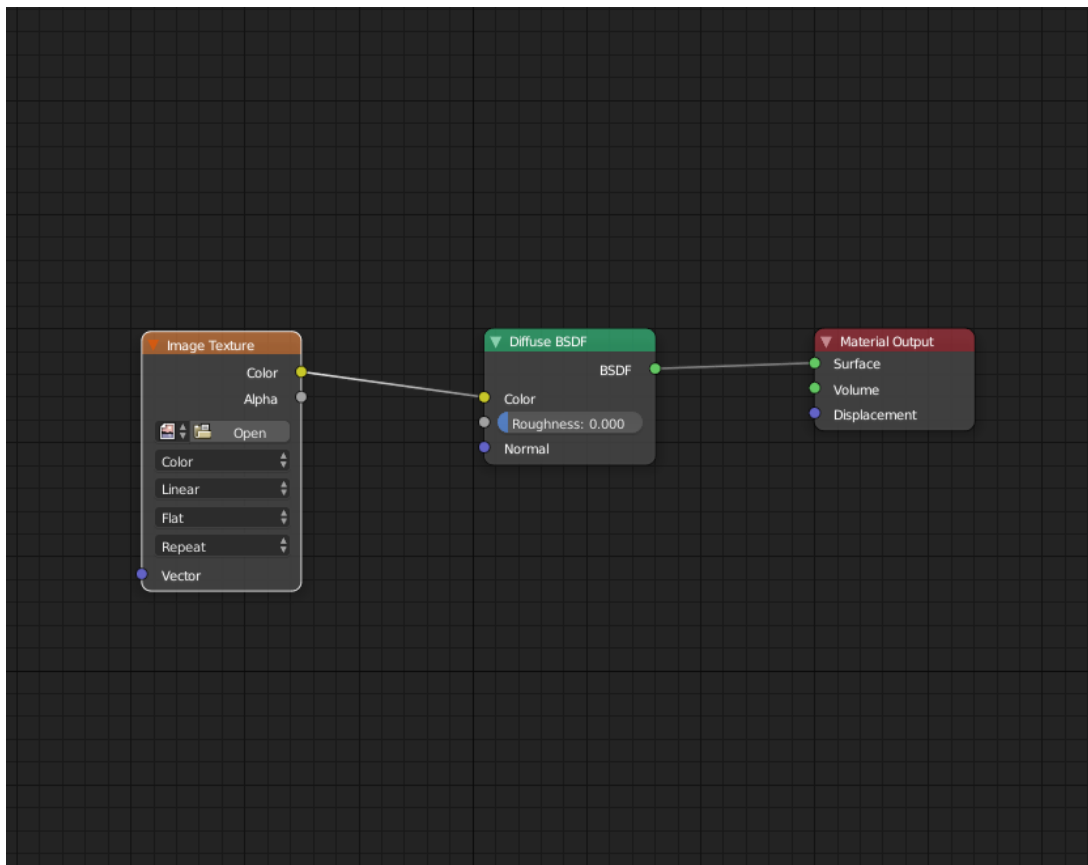 Image Texture
Color
Alpha
Open
Color
Linear
Flat
Repeat
Vector
Diffuse BSDF
BSDF
Color
Roughness: 0.000
Normal
Material Output
Surface
Volume
Displacement